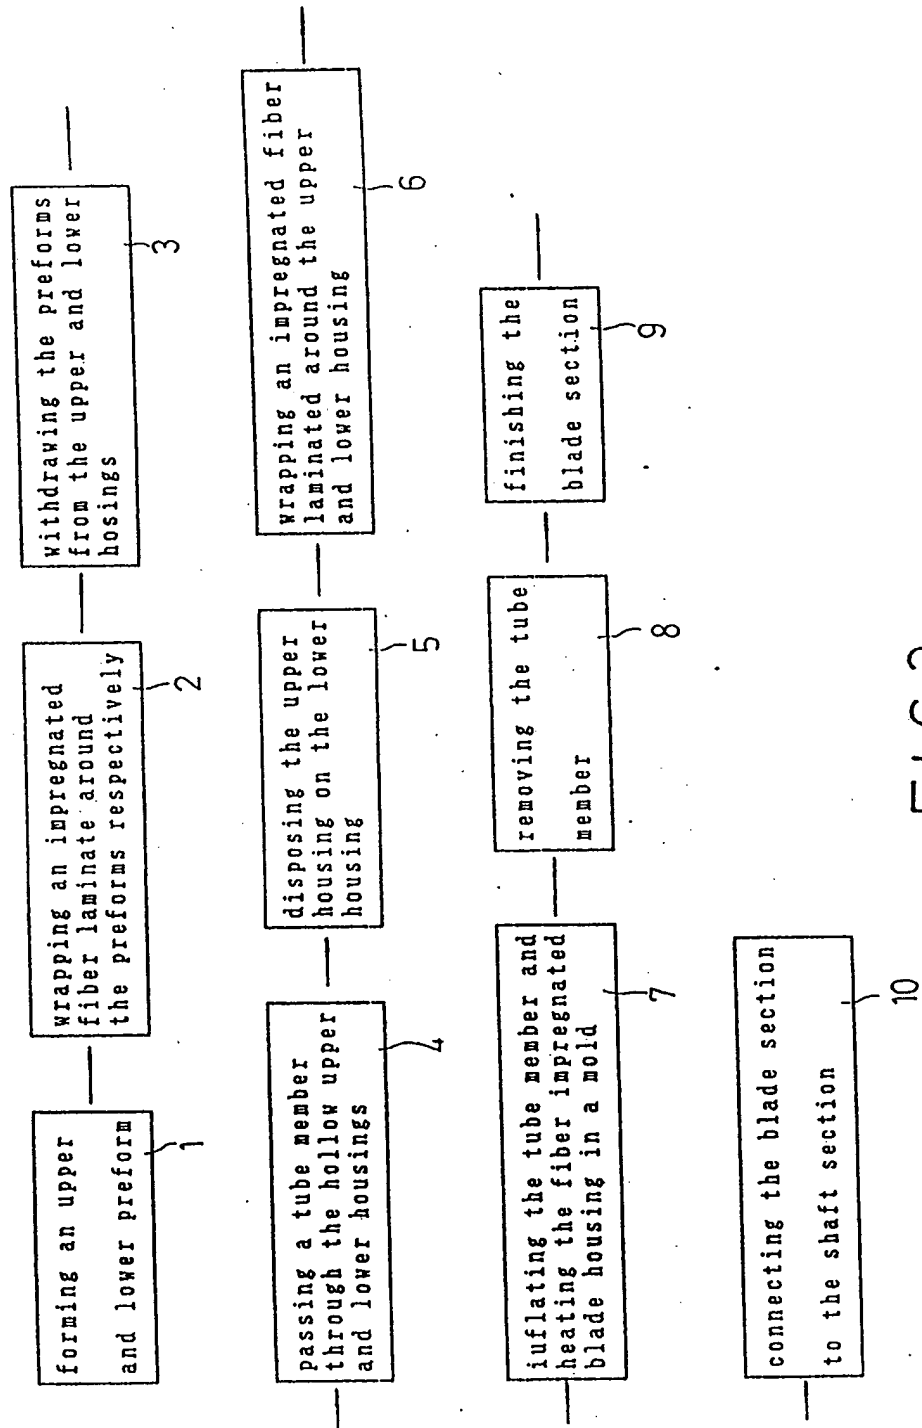 forming an upper
and lower preform
1
wrapping an impregnated
fiber laminate around
the preforms respectively
2
withdrawing the preforms
from the upper and lower
hosings
3
passing a tube member
through the hollow upper
and lower housings
4
disposing the upper
housing on the lower
housing
5
wrapping an impregnated fiber
laminated around the upper
and lower housing
6
iuflating the tube member and
heating the fiber impregnated
blade housing in a mold
7
removing the tube
member
8
finishing the
blade section
9
connecting the blade section
to the shaft section
10